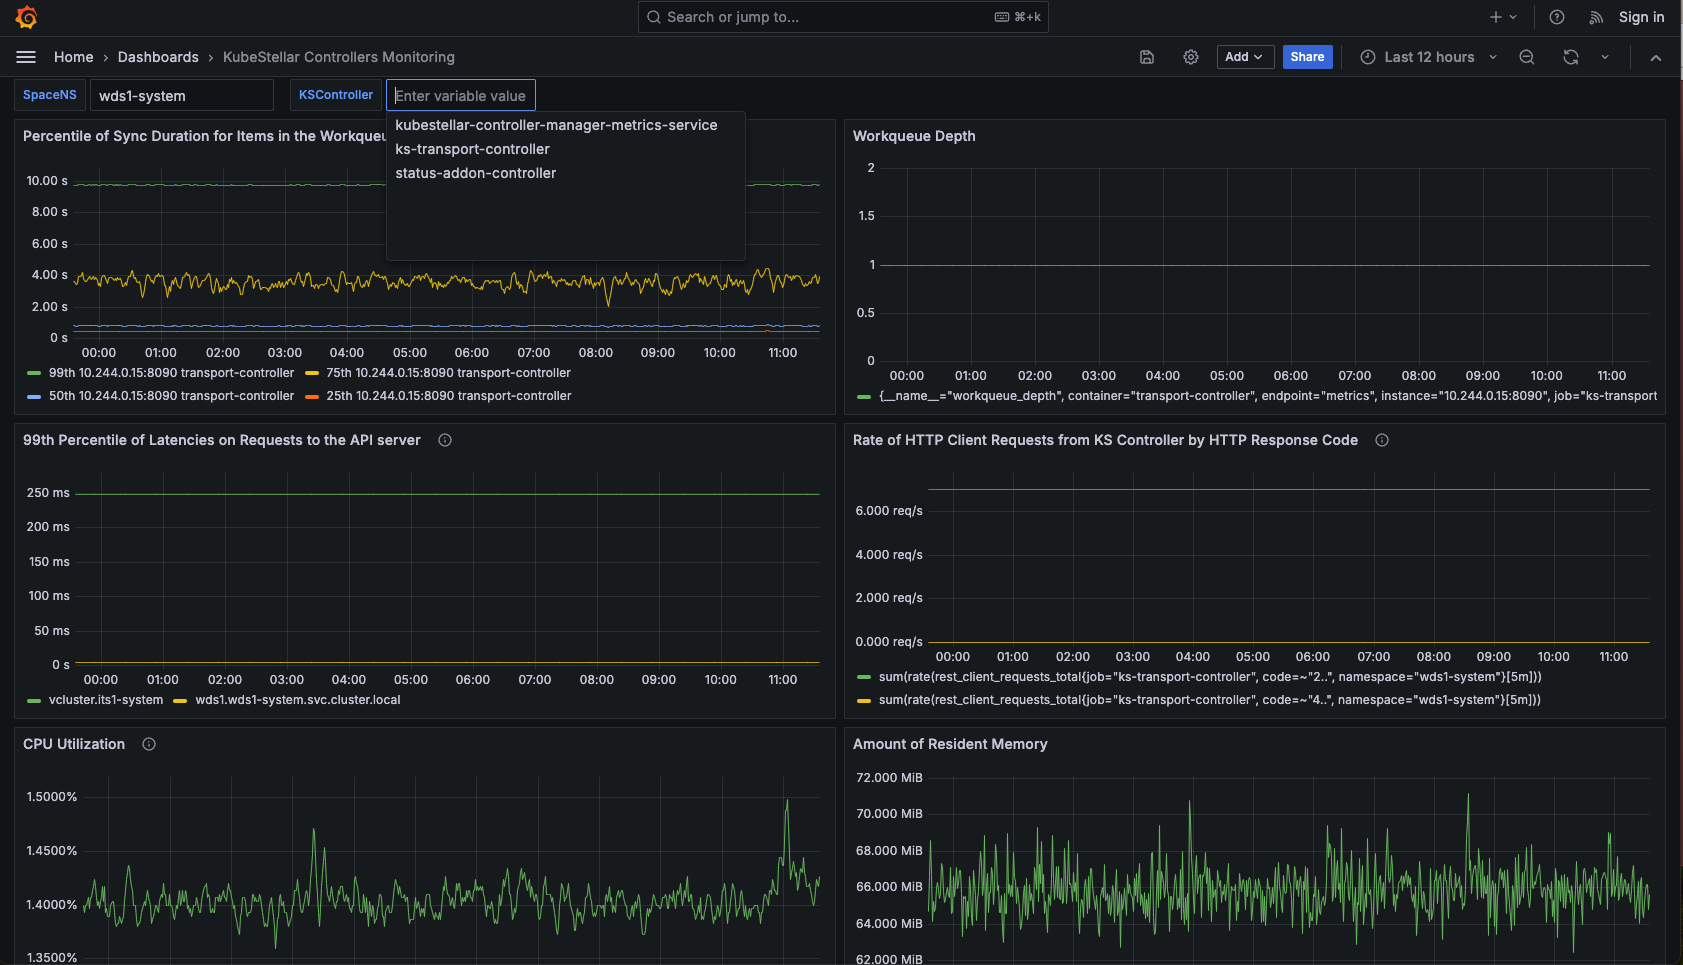 Search or jump to...
⌘+k
Sign in
Home › Dashboards › KubeStellar Controllers Monitoring
Add
Share
Last 12 hours
SpaceNS
wds1-system
KSController
Enter variable value
kubestellar-controller-manager-metrics-service
ks-transport-controller
status-addon-controller
Percentile of Sync Duration for Items in the Workqueu
10.00 s
8.00 s
6.00 s
4.00 s
2.00 s
0 s
00:00 01:00 02:00 03:00 04:00 05:00 06:00 07:00 08:00 09:00 10:00 11:00
99th 10.244.0.15:8090 transport-controller
75th 10.244.0.15:8090 transport-controller
50th 10.244.0.15:8090 transport-controller
25th 10.244.0.15:8090 transport-controller
Workqueue Depth
2
1.5
1
0.5
0
00:00 01:00 02:00 03:00 04:00 05:00 06:00 07:00 08:00 09:00 10:00 11:00
{__name__="workqueue_depth", container="transport-controller", endpoint="metrics", instance="10.244.0.15:8090", job="ks-transport
99th Percentile of Latencies on Requests to the API server
250 ms
200 ms
150 ms
100 ms
50 ms
0 s
00:00 01:00 02:00 03:00 04:00 05:00 06:00 07:00 08:00 09:00 10:00 11:00
vcluster.its1-system
wds1.wds1-system.svc.cluster.local
Rate of HTTP Client Requests from KS Controller by HTTP Response Code
6.000 req/s
4.000 req/s
2.000 req/s
0.000 req/s
00:00 01:00 02:00 03:00 04:00 05:00 06:00 07:00 08:00 09:00 10:00 11:00
sum(rate(rest_client_requests_total{job="ks-transport-controller", code=~"2..", namespace="wds1-system"}[5m]))
sum(rate(rest_client_requests_total{job="ks-transport-controller", code=~"4..", namespace="wds1-system"}[5m]))
CPU Utilization
1.5000%
1.4500%
1.4000%
1.3500%
Amount of Resident Memory
72.000 MiB
70.000 MiB
68.000 MiB
66.000 MiB
64.000 MiB
62.000 MiB